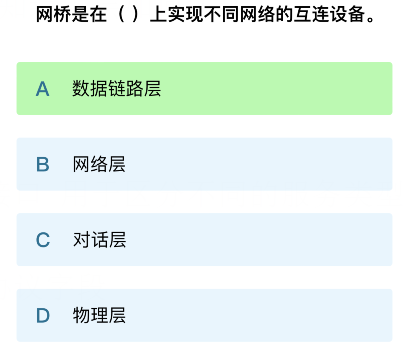 网桥是在（ ）上实现不同网络的互连设备。
A 数据链路层
B 网络层
C 对话层
D 物理层